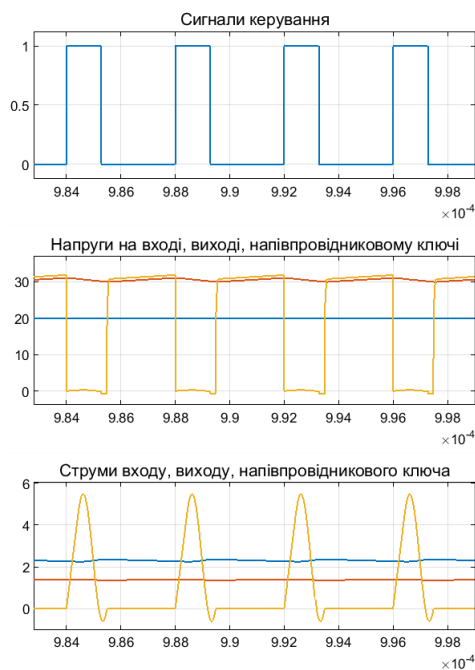 Сигнали керування
1
0.5
0
9.84 9.86 9.88 9.9 9.92 9.94 9.96 9.98
×10⁻⁴
Напруги на вході, виході, напівпровідниковому ключі
30
20
10
0
9.84 9.86 9.88 9.9 9.92 9.94 9.96 9.98
×10⁻⁴
Струми входу, виходу, напівпровідникового ключа
6
4
2
0
9.84 9.86 9.88 9.9 9.92 9.94 9.96 9.98
×10⁻⁴